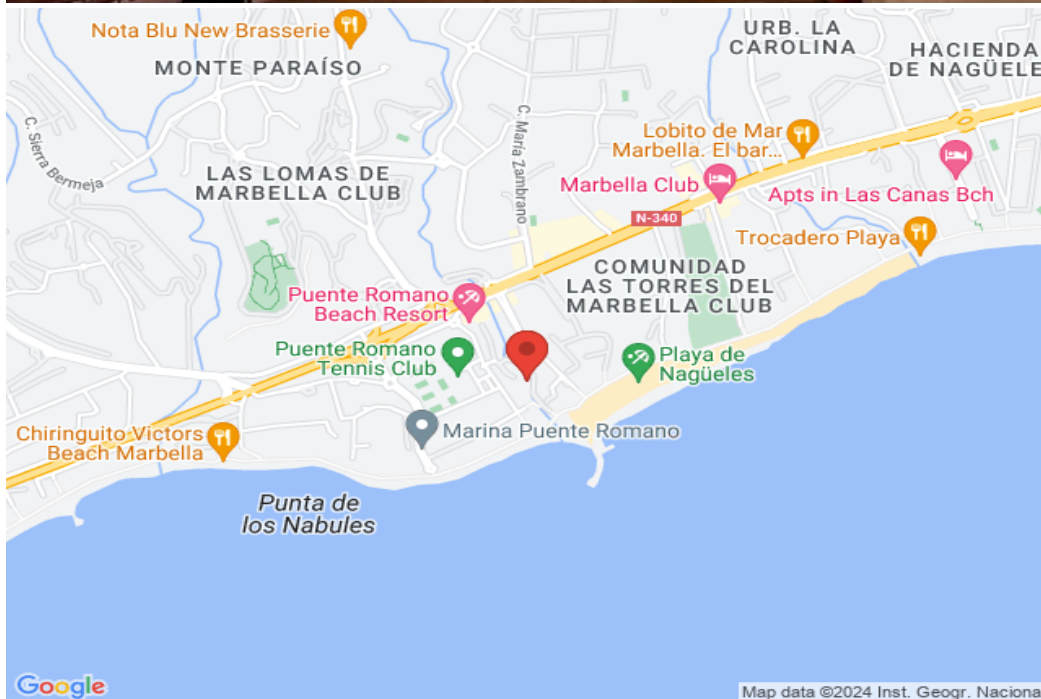 Nota Blu New Brasserie
MONTE PARAÍSO
URB. LA
CAROLINA
HACIENDA
DE NAGÜELE
C. Sierra Bermeja
C. María Zambrano
LAS LOMAS DE
MARBELLA CLUB
Lobito de Mar
Marbella. El bar...
Marbella Club
Apts in Las Canas Bch
N-340
Trocadero Playa
COMUNIDAD
LAS TORRES DEL
MARBELLA CLUB
Puente Romano
Beach Resort
Puente Romano
Tennis Club
Playa de
Nagüeles
Chiringuito Victors
Beach Marbella
Marina Puente Romano
Punta de
los Nabules
Google
Map data ©2024 Inst. Geogr. Naciona